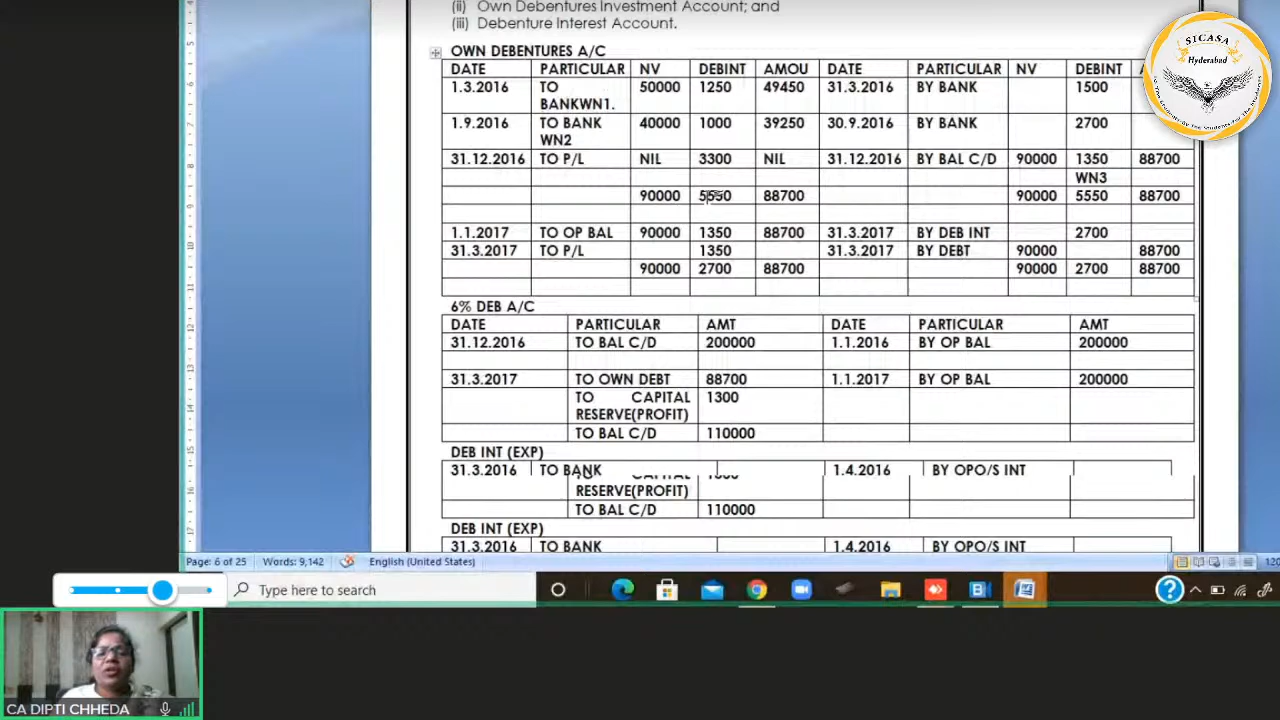 (ii) Own Debentures Investment Account; and
(iii) Debenture Interest Account.
OWN DEBENTURES A/C
DATE PARTICULAR NV DEBINT AMOU DATE PARTICULAR NV DEBINT
1.3.2016 TO BANKWN1. 50000 1250 49450 31.3.2016 BY BANK 1500
1.9.2016 TO BANK WN2 40000 1000 39250 30.9.2016 BY BANK 2700
31.12.2016 TO P/L NIL 3300 NIL 31.12.2016 BY BAL C/D 90000 1350 88700
WN3
90000 5550 88700 90000 5550 88700
1.1.2017 TO OP BAL 90000 1350 88700 31.3.2017 BY DEB INT 2700
31.3.2017 TO P/L 1350 31.3.2017 BY DEBT 90000 88700
90000 2700 88700 90000 2700 88700
6% DEB A/C
DATE PARTICULAR AMT DATE PARTICULAR AMT
31.12.2016 TO BAL C/D 200000 1.1.2016 BY OP BAL 200000
31.3.2017 TO OWN DEBT 88700 1.1.2017 BY OP BAL 200000
TO CAPITAL RESERVE(PROFIT) 1300
TO BAL C/D 110000
DEB INT (EXP)
31.3.2016 TO BANK 1.4.2016 BY OPO/S INT
RESERVE(PROFIT)
TO BAL C/D 110000
DEB INT (EXP)
31.3.2016 TO BANK 1.4.2016 BY OPO/S INT
Page: 6 of 25 Words: 9,142 English (United States) 120
Type here to search
CA DIPTI CHHEDA
SICASA
Hyderabad